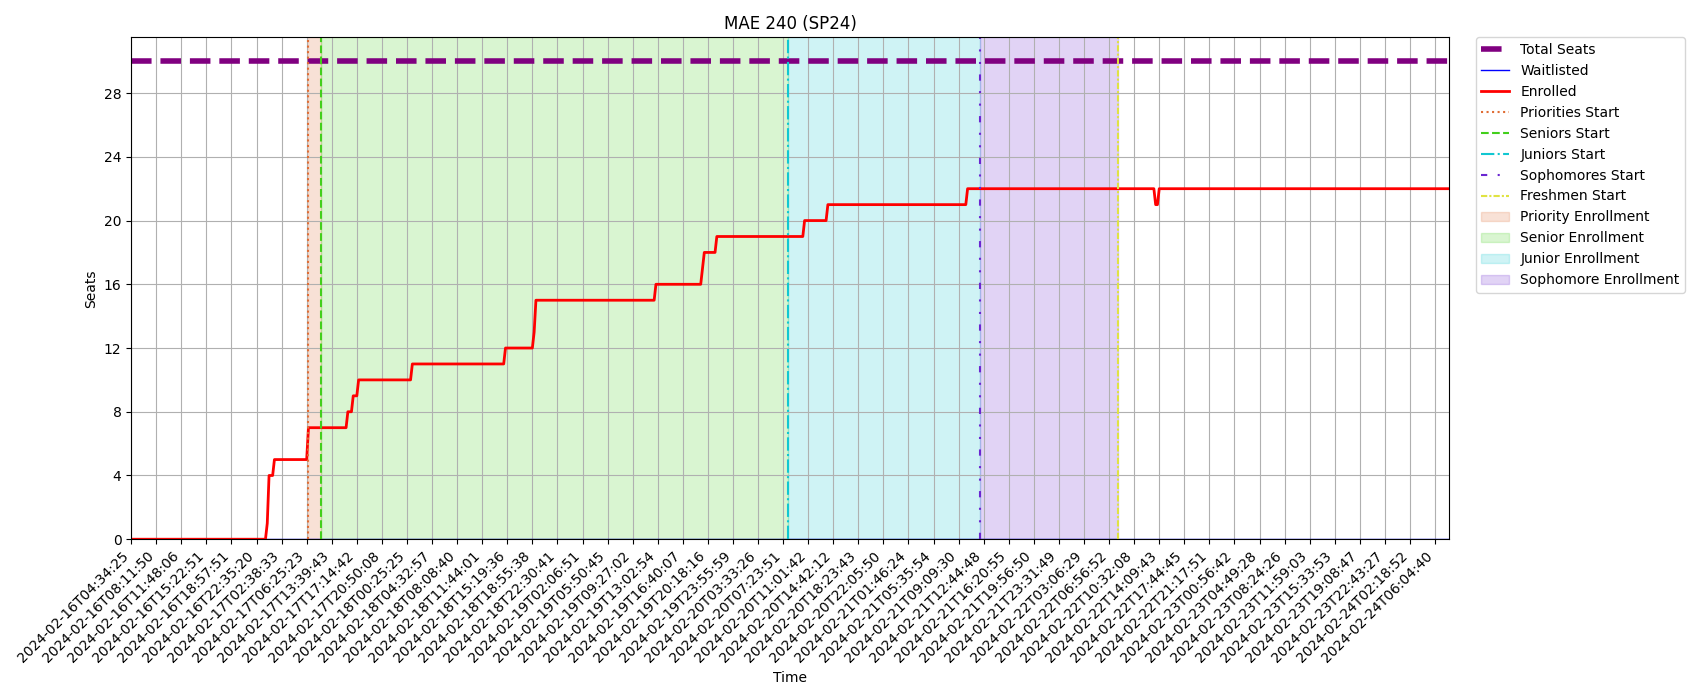 MAE 240 (SP24)
Total Seats
Waitlisted
Enrolled
Priorities Start
Seniors Start
Juniors Start
Sophomores Start
Freshmen Start
Priority Enrollment
Senior Enrollment
Junior Enrollment
Sophomore Enrollment
Seats
28
24
20
16
12
8
4
0
2024-02-16T04:34:25
2024-02-16T08:11:50
2024-02-16T11:48:06
2024-02-16T15:22:51
2024-02-16T18:57:51
2024-02-16T22:35:20
2024-02-17T02:38:33
2024-02-17T06:25:23
2024-02-17T13:39:43
2024-02-17T17:14:42
2024-02-17T20:50:08
2024-02-18T00:25:25
2024-02-18T04:32:57
2024-02-18T08:08:40
2024-02-18T11:44:01
2024-02-18T15:19:36
2024-02-18T18:55:38
2024-02-18T22:30:41
2024-02-19T02:06:51
2024-02-19T05:50:45
2024-02-19T09:27:02
2024-02-19T13:02:54
2024-02-19T16:40:07
2024-02-19T20:18:16
2024-02-19T23:55:59
2024-02-20T03:33:26
2024-02-20T07:23:51
2024-02-20T11:01:42
2024-02-20T14:42:12
2024-02-20T18:23:43
2024-02-20T22:05:50
2024-02-21T01:46:24
2024-02-21T05:35:54
2024-02-21T09:09:30
2024-02-21T12:44:48
2024-02-21T16:20:55
2024-02-21T19:56:50
2024-02-21T23:31:49
2024-02-22T03:06:29
2024-02-22T06:56:52
2024-02-22T10:32:08
2024-02-22T14:09:43
2024-02-22T17:44:45
2024-02-22T21:17:51
2024-02-23T00:56:42
2024-02-23T04:49:28
2024-02-23T08:24:26
2024-02-23T11:59:03
2024-02-23T15:33:53
2024-02-23T19:08:47
2024-02-23T22:43:27
2024-02-24T02:18:52
2024-02-24T06:04:40
Time